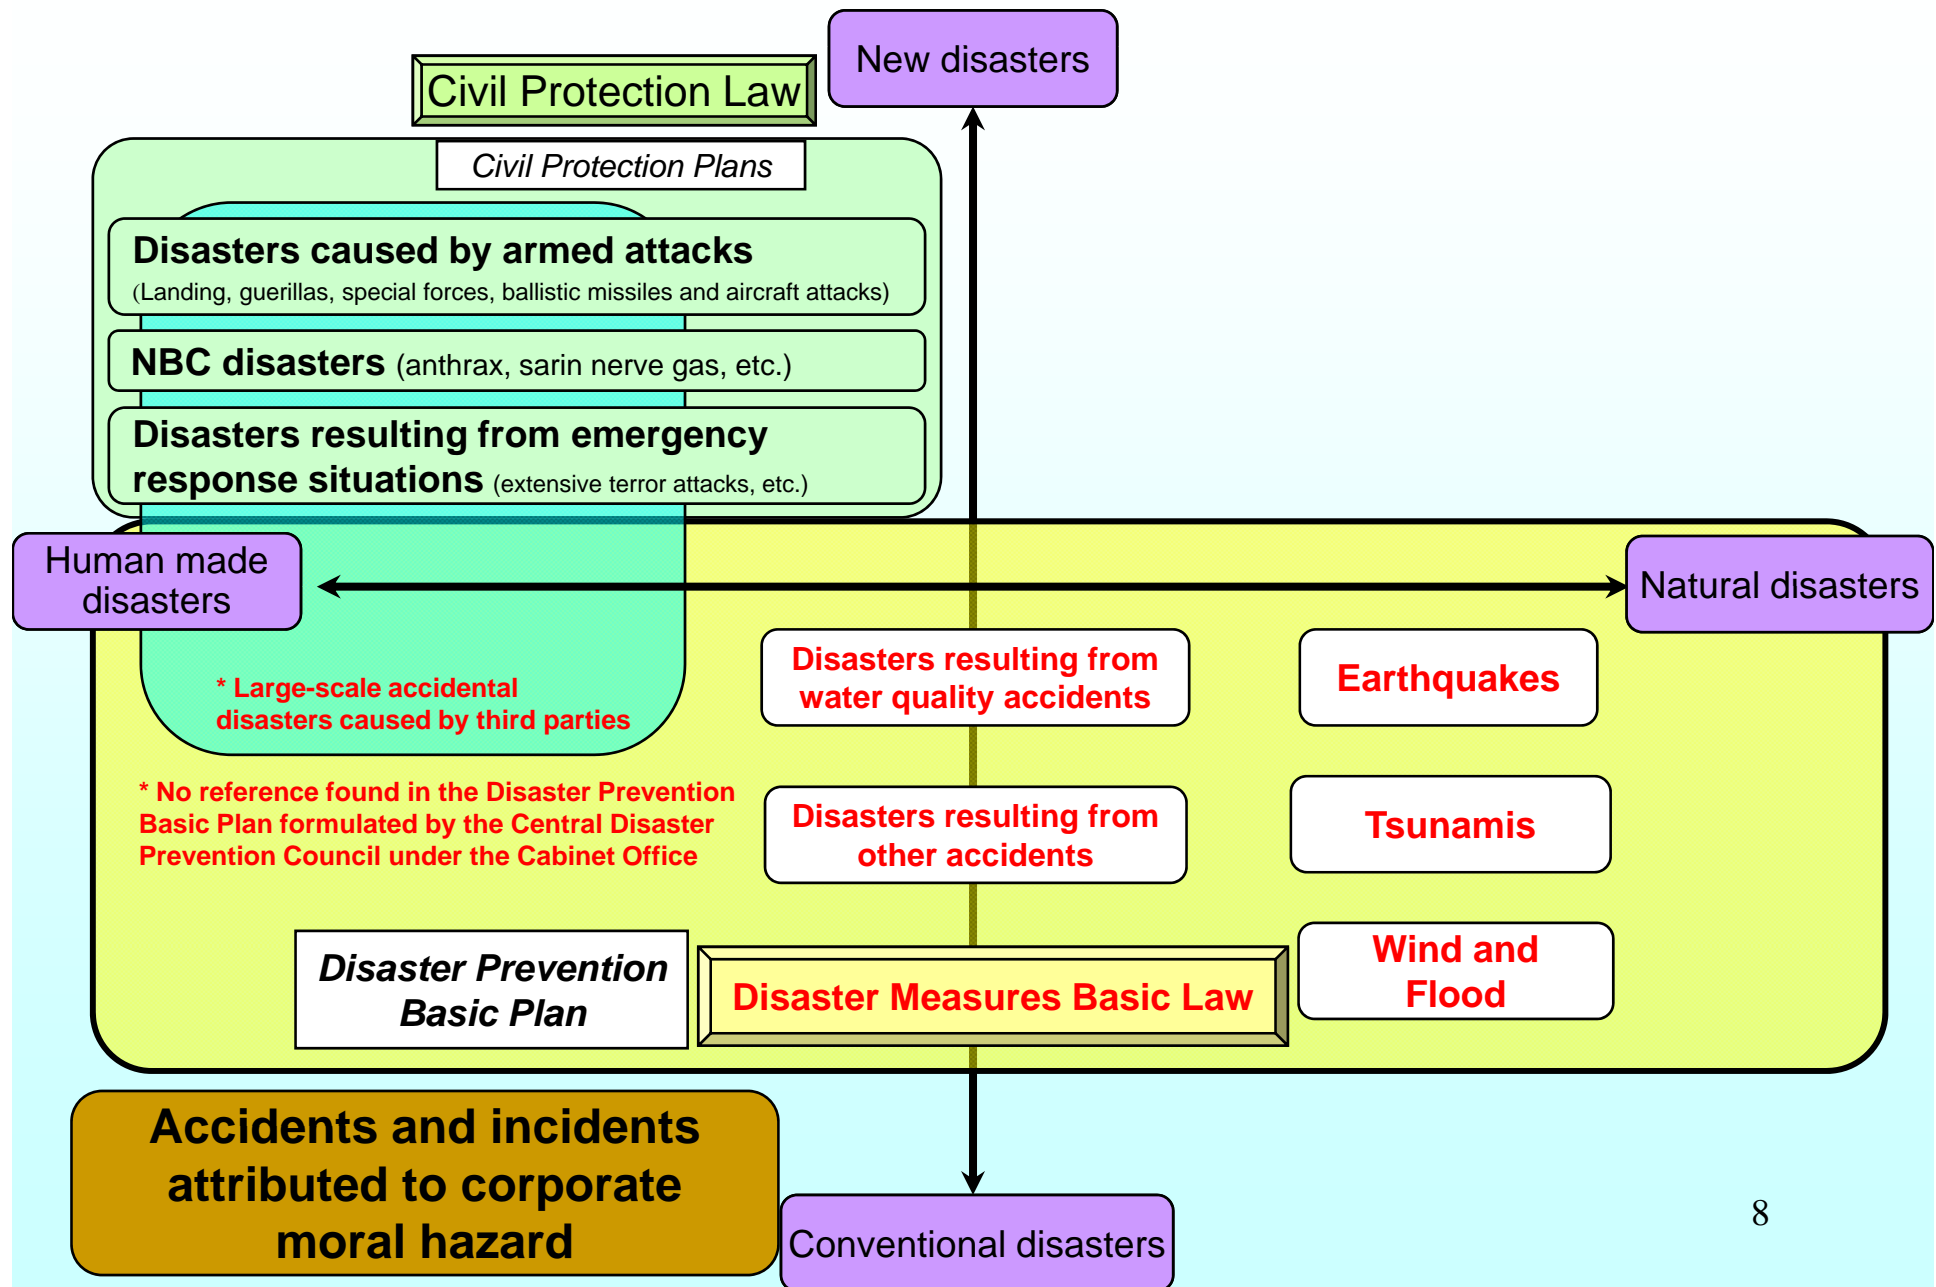 New disasters
Civil Protection Law
Civil Protection Plans
Disasters caused by armed attacks
(Landing, guerillas, special forces, ballistic missiles and aircraft attacks)
NBC disasters (anthrax, sarin nerve gas, etc.)
Disasters resulting from emergency
response situations (extensive terror attacks, etc.)
Human made
disasters
Natural disasters
* Large-scale accidental
disasters caused by third parties
Disasters resulting from
water quality accidents
Earthquakes
* No reference found in the Disaster Prevention
Basic Plan formulated by the Central Disaster
Prevention Council under the Cabinet Office
Disasters resulting from
other accidents
Tsunamis
Disaster Prevention
Basic Plan
Disaster Measures Basic Law
Wind and
Flood
Accidents and incidents
attributed to corporate
moral hazard
Conventional disasters
8